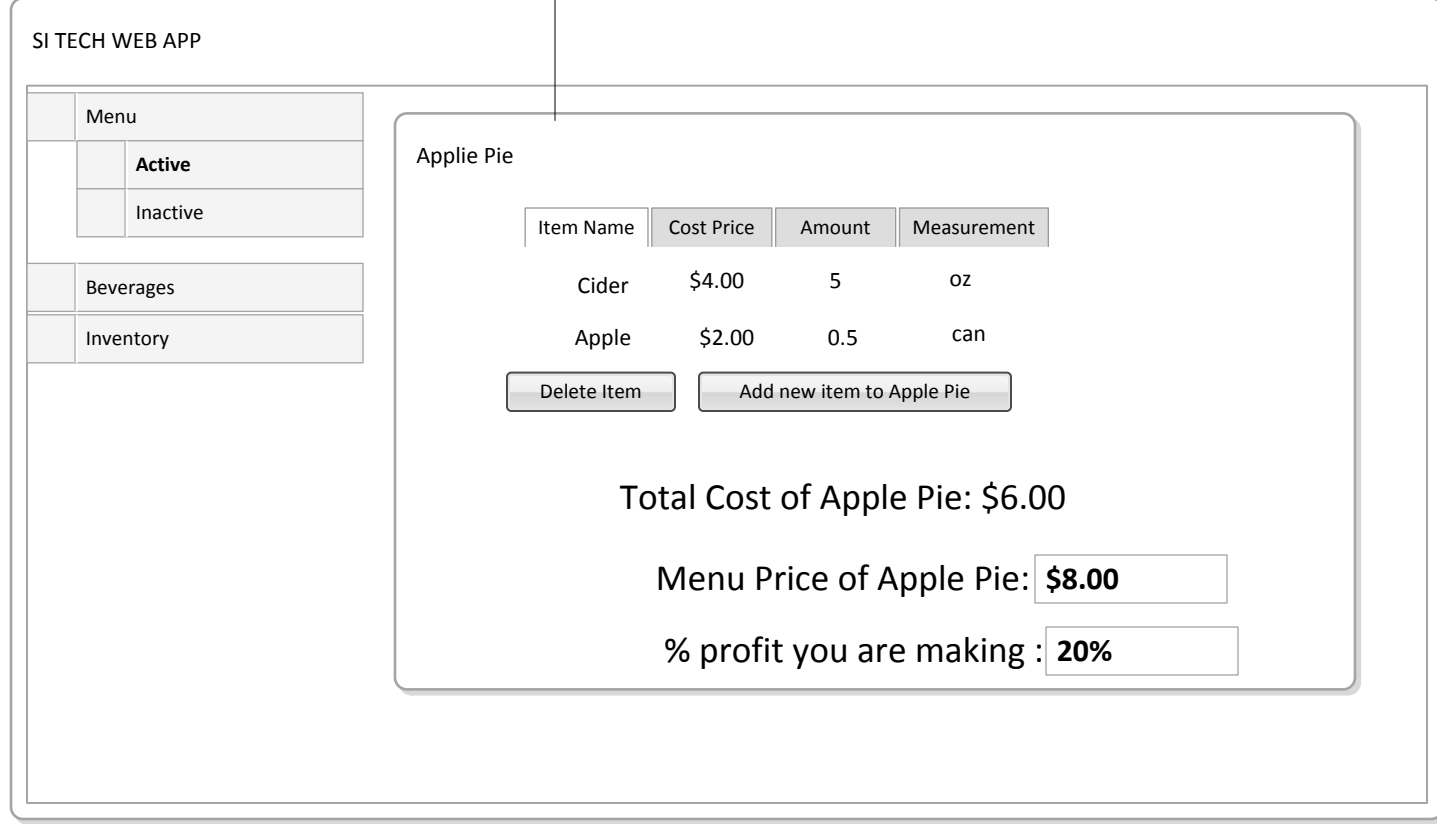 SI TECH WEB APP
Menu
Active
Inactive
Beverages
Inventory
Applie Pie
Item Name Cost Price Amount Measurement
Cider $4.00 5 oz
Apple $2.00 0.5 can
Delete Item Add new item to Apple Pie
Total Cost of Apple Pie: $6.00
Menu Price of Apple Pie: $8.00
% profit you are making : 20%